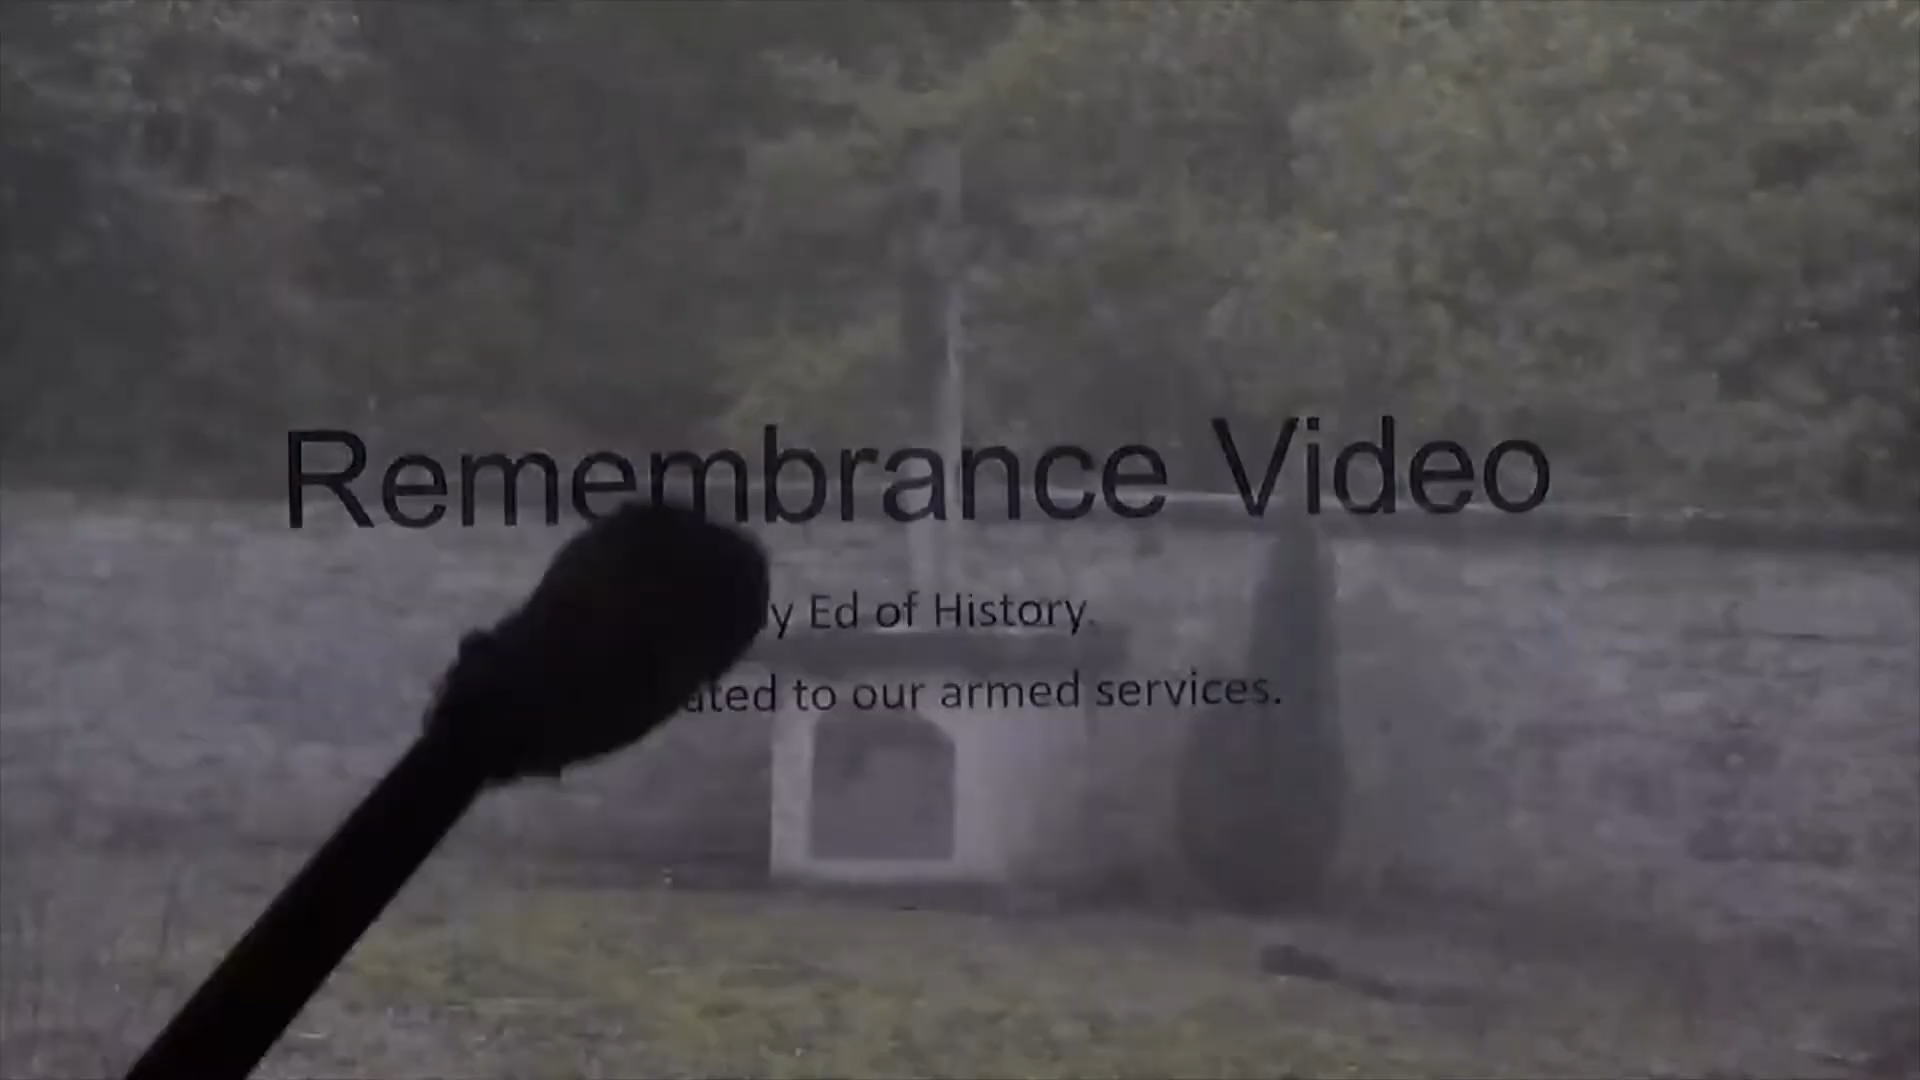 Remembrance Video
Ed of History.
to our armed services.